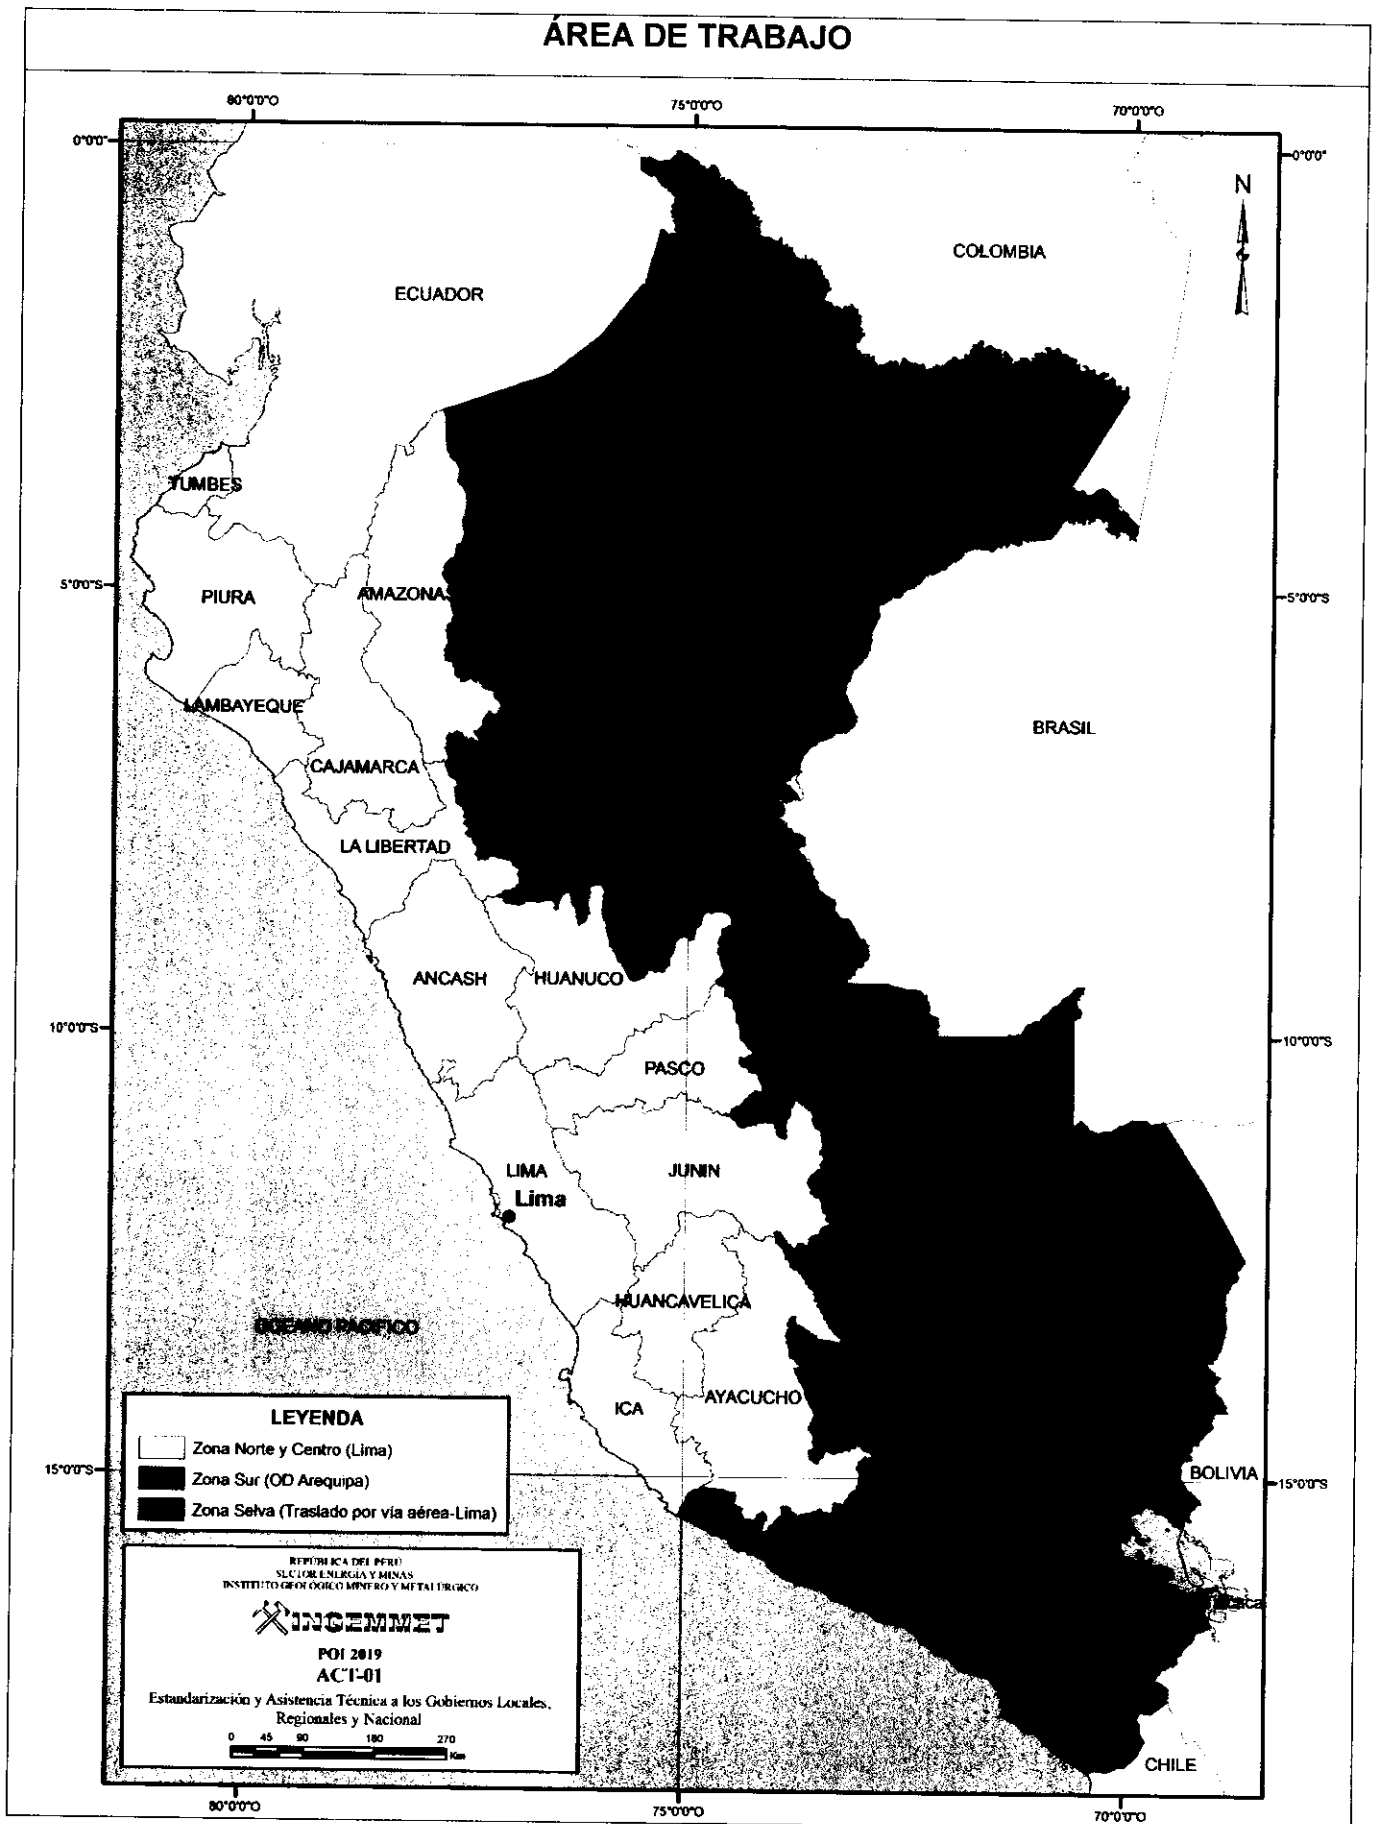 ÁREA DE TRABAJO
80°0'0"O
75°0'0"O
70°0'0"O
0°0'0"
0°0'0"
N
COLOMBIA
ECUADOR
TUMBES
5°0'0"S
PIURA
AMAZONAS
5°0'0"S
LAMBAYEQUE
BRASIL
CAJAMARCA
LA LIBERTAD
ANCASH
HUANUCO
10°0'0"S
PASCO
10°0'0"S
LIMA
JUNIN
Lima
HUANCAVELICA
OCEANO PACIFICO
ICA
AYACUCHO
LEYENDA
Zona Norte y Centro (Lima)
Zona Sur (OD Arequipa)
Zona Selva (Traslado por vía aérea-Lima)
15°0'0"S
BOLIVIA
15°0'0"S
REPÚBLICA DEL PERÚ
SECTOR ENERGÍA Y MINAS
INSTITUTO GEOLÓGICO MINERO Y METALÚRGICO
INGEMMET
POI 2019
ACT-01
Estandarización y Asistencia Técnica a los Gobiernos Locales,
Regionales y Nacional
0 45 90 180 270
Km
CHILE
80°0'0"O
75°0'0"O
70°0'0"O